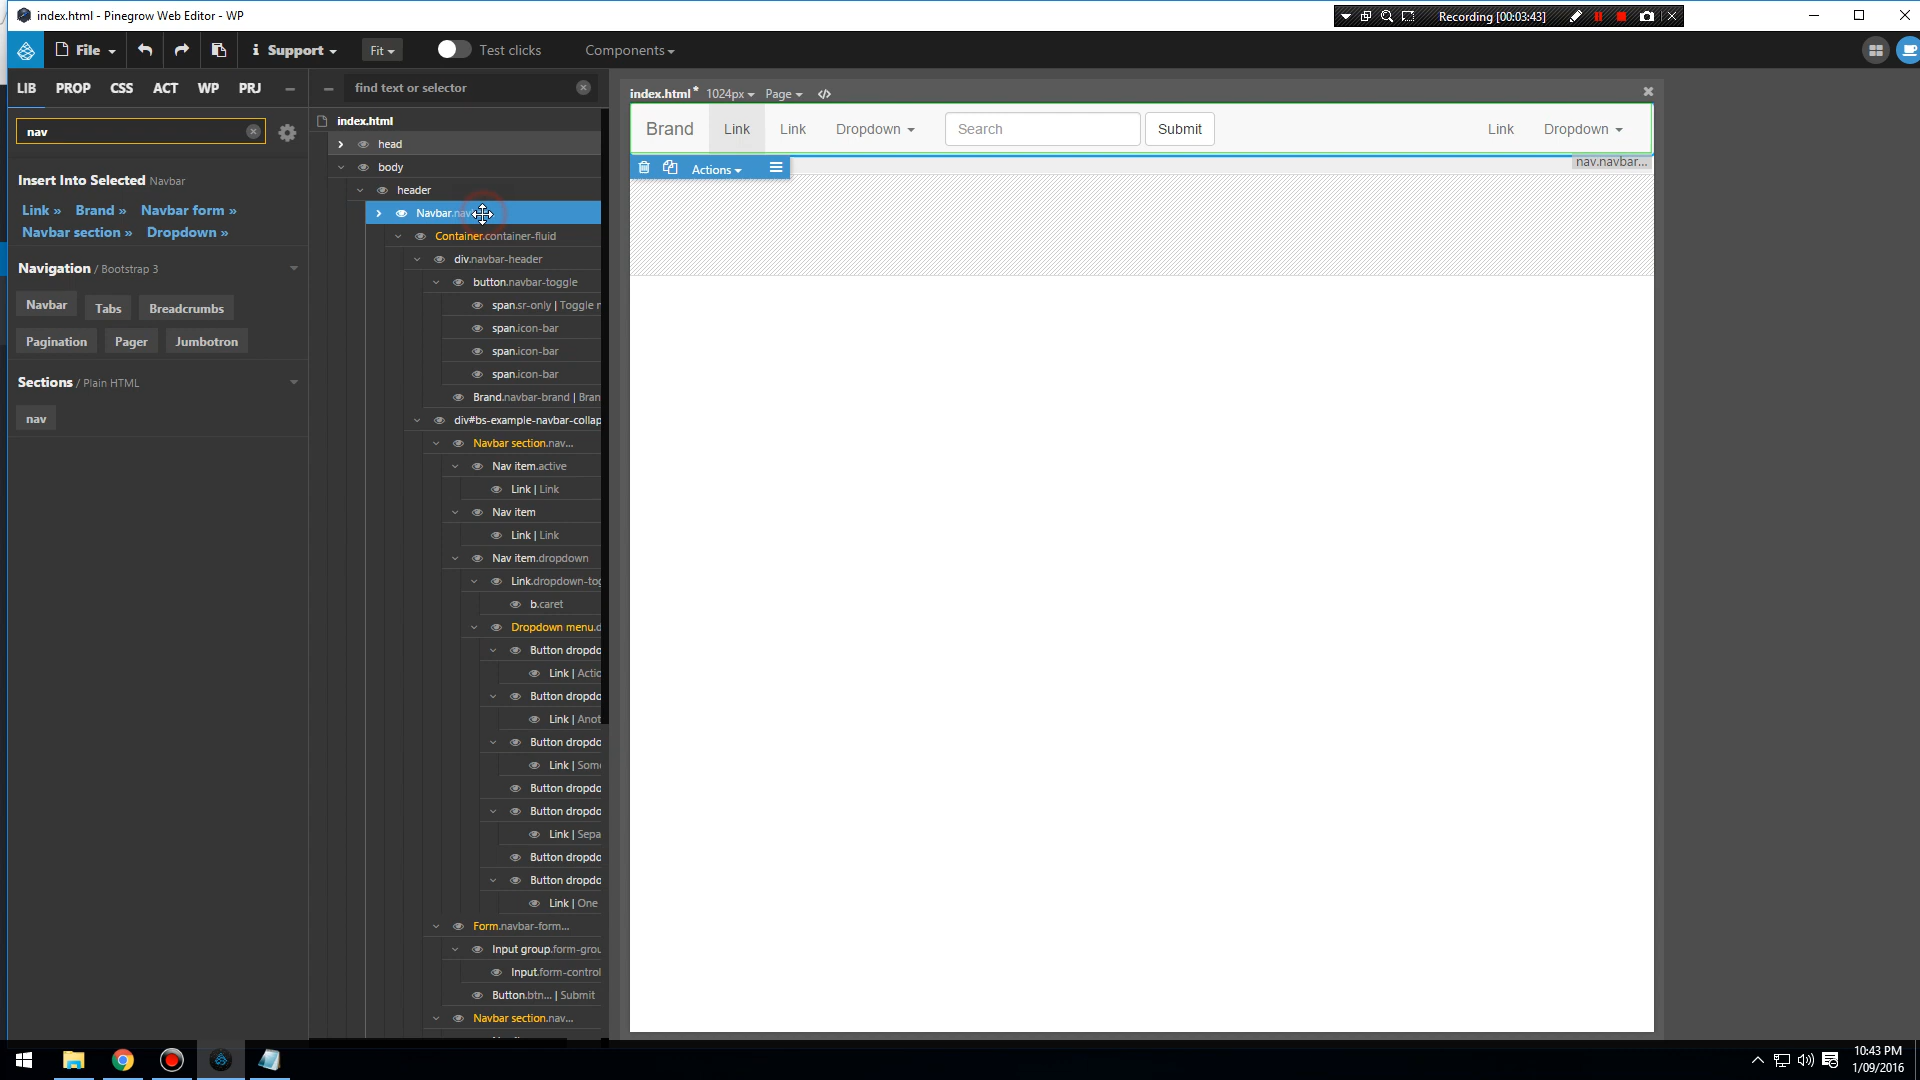 index.html - Pinegrow Web Editor - WP
Recording [00:03:43]
File
Support
Fit
Test clicks
Components
LIB PROP CSS ACT WP PRJ
find text or selector
index.html* 1024px Page
nav
index.html
head
body
header
Navbar.nav
Container.container-fluid
div.navbar-header
button.navbar-toggle
span.sr-only | Toggle n
span.icon-bar
span.icon-bar
span.icon-bar
Brand.navbar-brand | Bran
div#bs-example-navbar-collap
Navbar section.nav...
Nav item.active
Link | Link
Nav item
Link | Link
Nav item.dropdown
Link.dropdown-tog
b.caret
Dropdown menu.d
Button dropdo
Link | Actio
Button dropdo
Link | Anot
Button dropdo
Link | Some
Button dropdo
Button dropdo
Link | Sepa
Button dropdo
Button dropdo
Link | One
Form.navbar-form...
Input group.form-grou
Input.form-control
Button.btn... | Submit
Navbar section.nav...
Insert Into Selected Navbar
Link » Brand » Navbar form »
Navbar section » Dropdown »
Navigation / Bootstrap 3
Navbar Tabs Breadcrumbs
Pagination Pager Jumbotron
Sections / Plain HTML
nav
Brand Link Link Dropdown Search Submit Link Dropdown
Actions
nav.navbar...
10:43 PM
1/09/2016